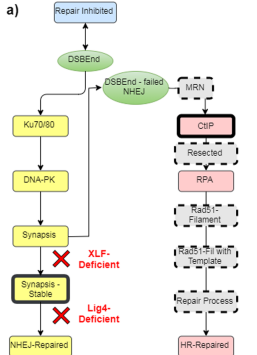 a)
Repair Inhibited
DSBEnd
DSBEnd - failed
NHEJ
MRN
Ku70/80
CtIP
Resected
DNA-PK
RPA
Rad51-
Filament
Synapsis
XLF-
Deficient
Rad51-Fil with
Template
Synapsis -
Stable
Repair Process
Lig4-
Deficient
NHEJ-Repaired
HR-Repaired